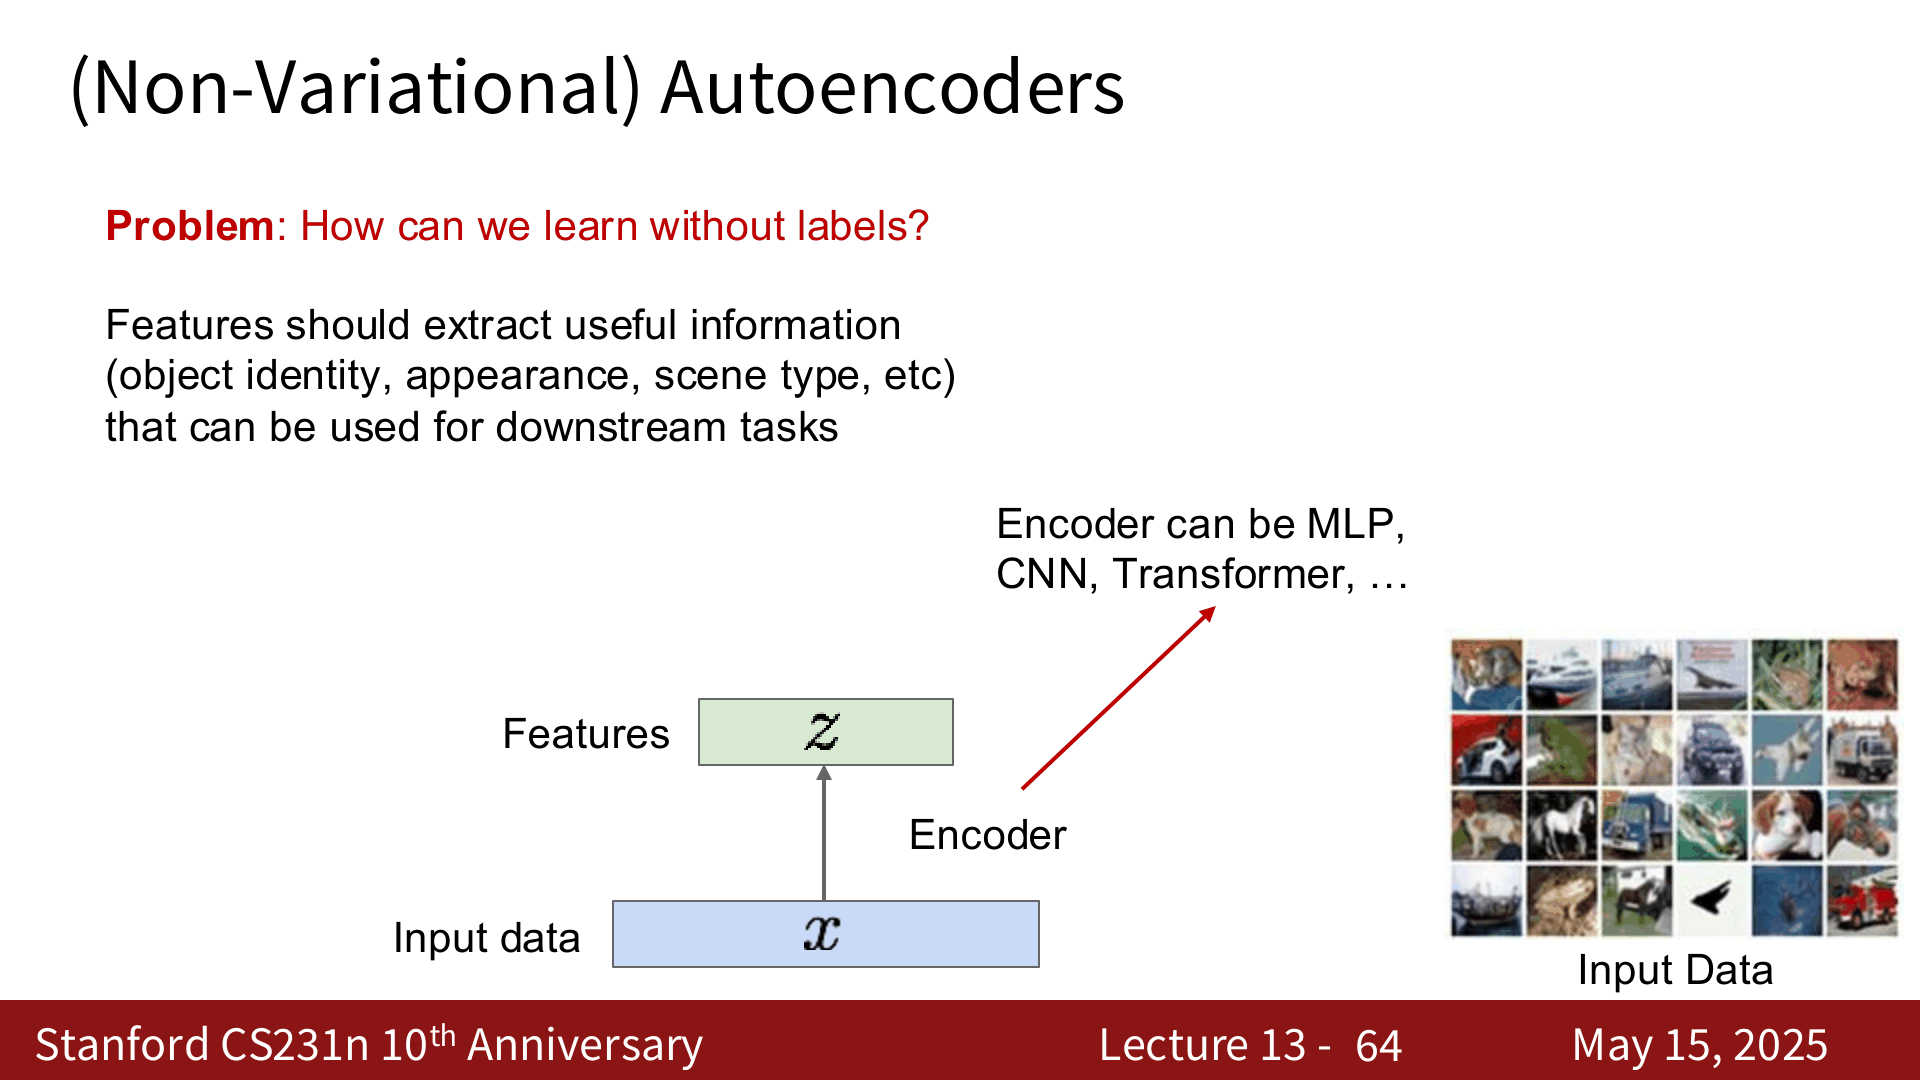 (Non-Variational) Autoencoders
Problem: How can we learn without labels?
Features should extract useful information
(object identity, appearance, scene type, etc)
that can be used for downstream tasks
Encoder can be MLP,
CNN, Transformer, …
Features
z
Encoder
Input data
x
Input Data
Stanford CS231n 10th Anniversary
Lecture 13 - 64
May 15, 2025